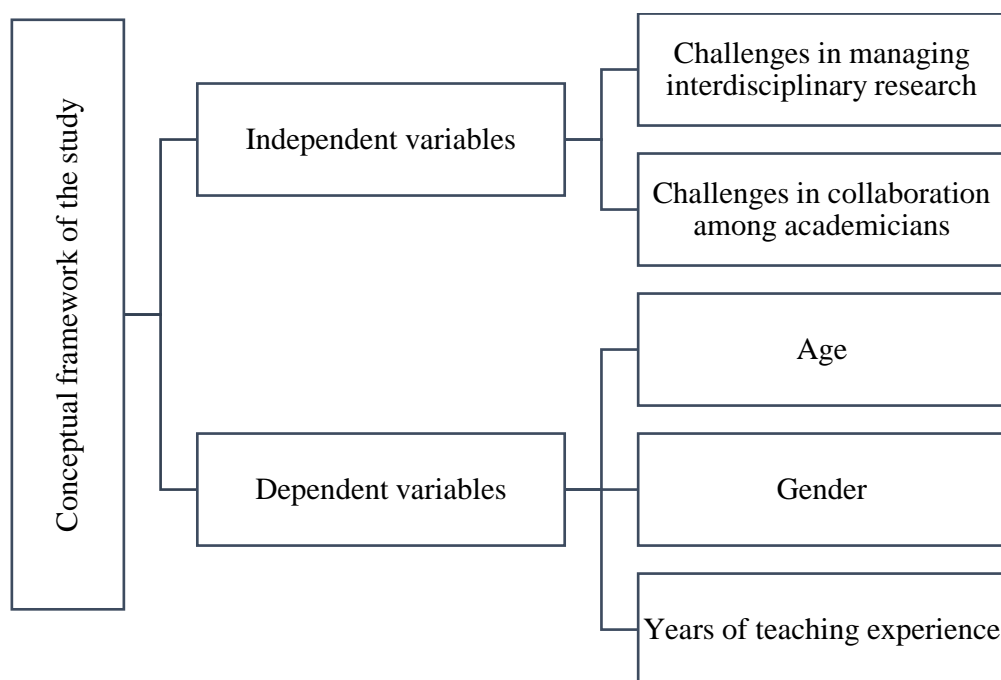 Conceptual framework of the study
Independent variables
Challenges in managing
interdisciplinary research
Challenges in collaboration
among academicians
Dependent variables
Age
Gender
Years of teaching experience